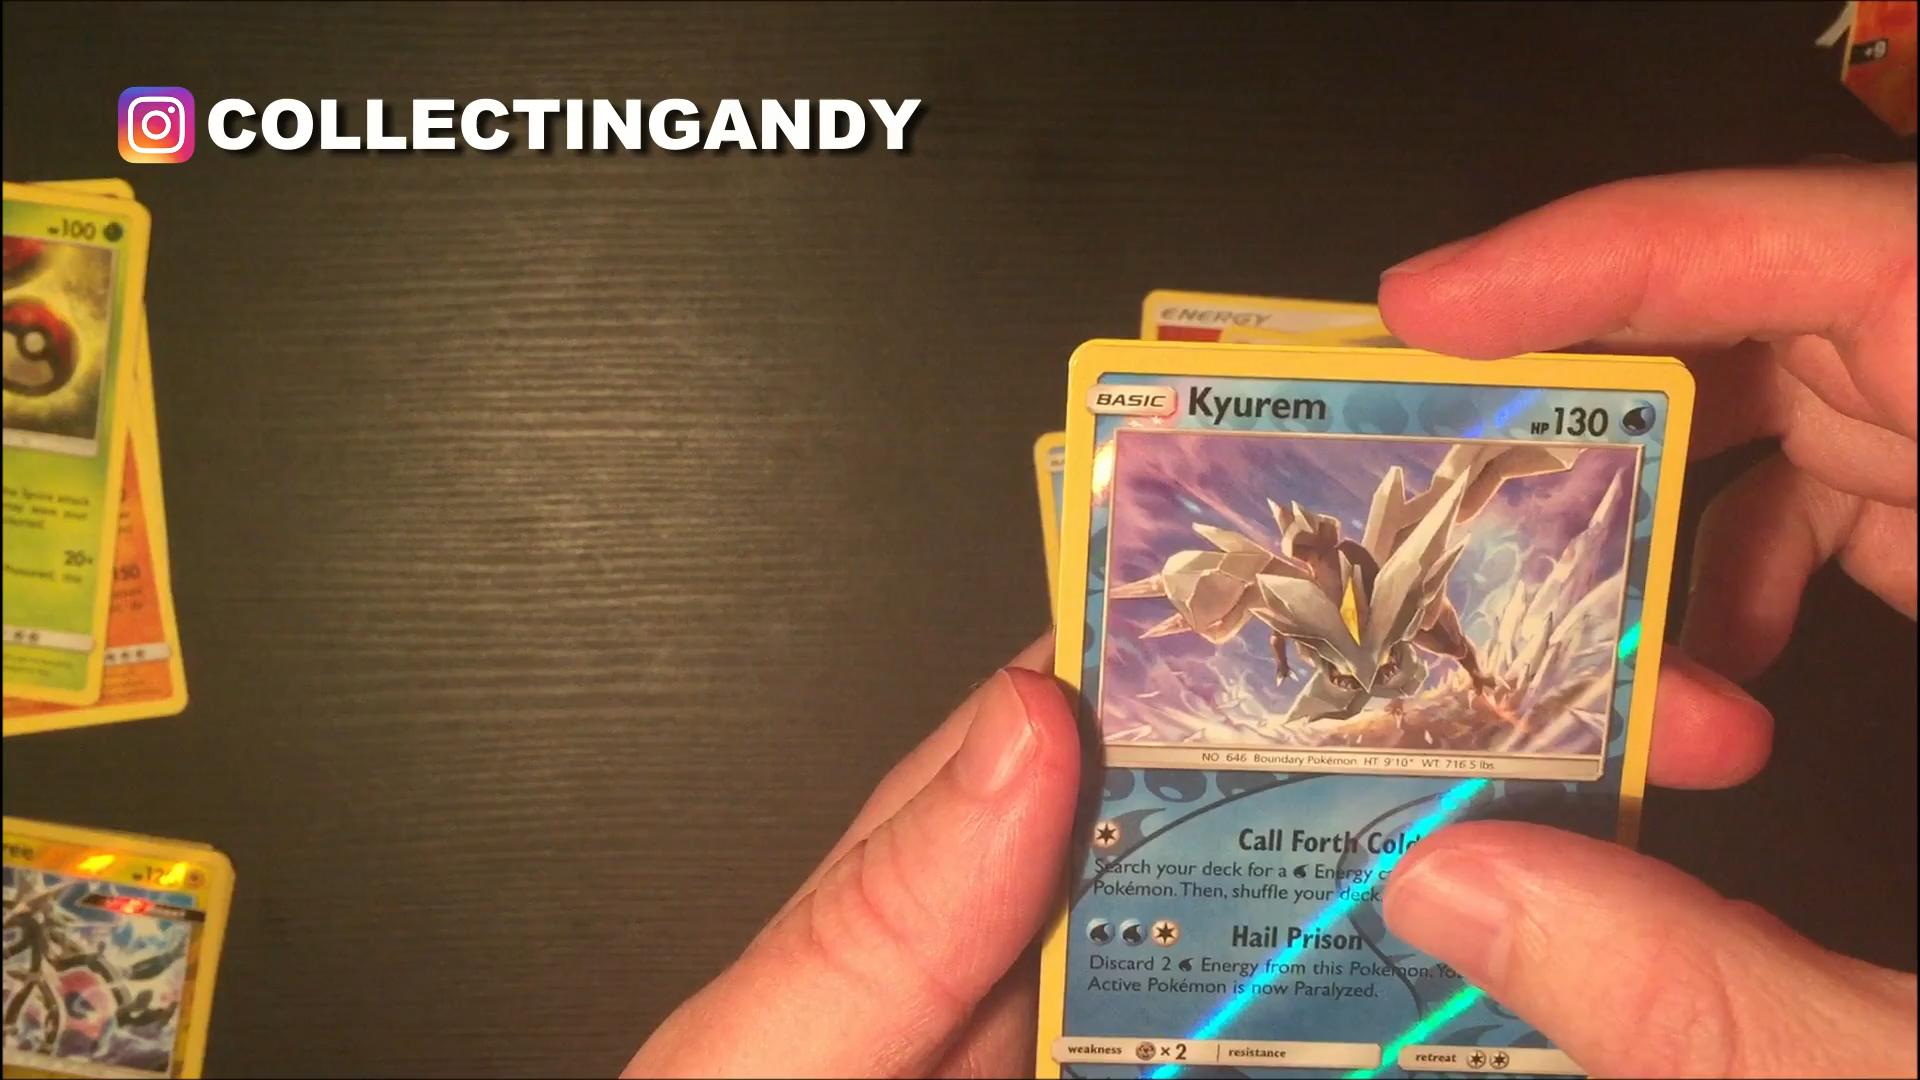 COLLECTINGANDY
100
20+
ENERGY
BASIC Kyurem HP 130
NO. 646 Boundary Pokémon HT 9'10" WT 716.5 lbs.
Call Forth Cold
Search your deck for a Energy
Pokémon. Then, shuffle your deck.
Hail Prison
Discard 2 Energy from this Pokémon.
Active Pokémon is now Paralyzed.
weakness ×2 resistance retreat
+9